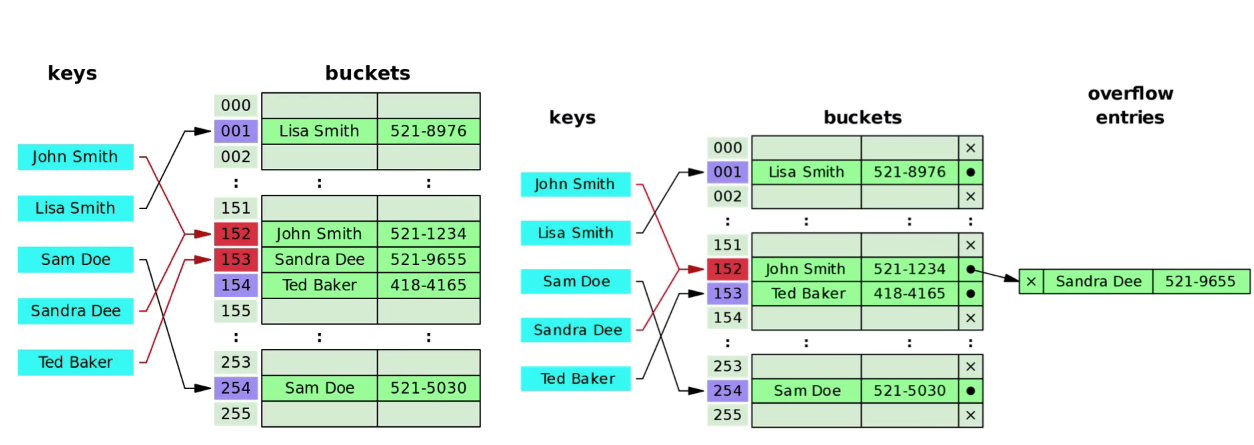 keys
buckets
John Smith
Lisa Smith
Sam Doe
Sandra Dee
Ted Baker
000
001 Lisa Smith 521-8976
002
: : :
151
152 John Smith 521-1234
153 Sandra Dee 521-9655
154 Ted Baker 418-4165
155
: : :
253
254 Sam Doe 521-5030
255
keys
buckets
overflow
entries
John Smith
Lisa Smith
Sam Doe
Sandra Dee
Ted Baker
000 ×
001 Lisa Smith 521-8976 ●
002 ×
: : : :
151 ×
152 John Smith 521-1234 ●
153 Ted Baker 418-4165 ●
154 ×
: : : :
253 ×
254 Sam Doe 521-5030 ●
255 ×
× Sandra Dee 521-9655